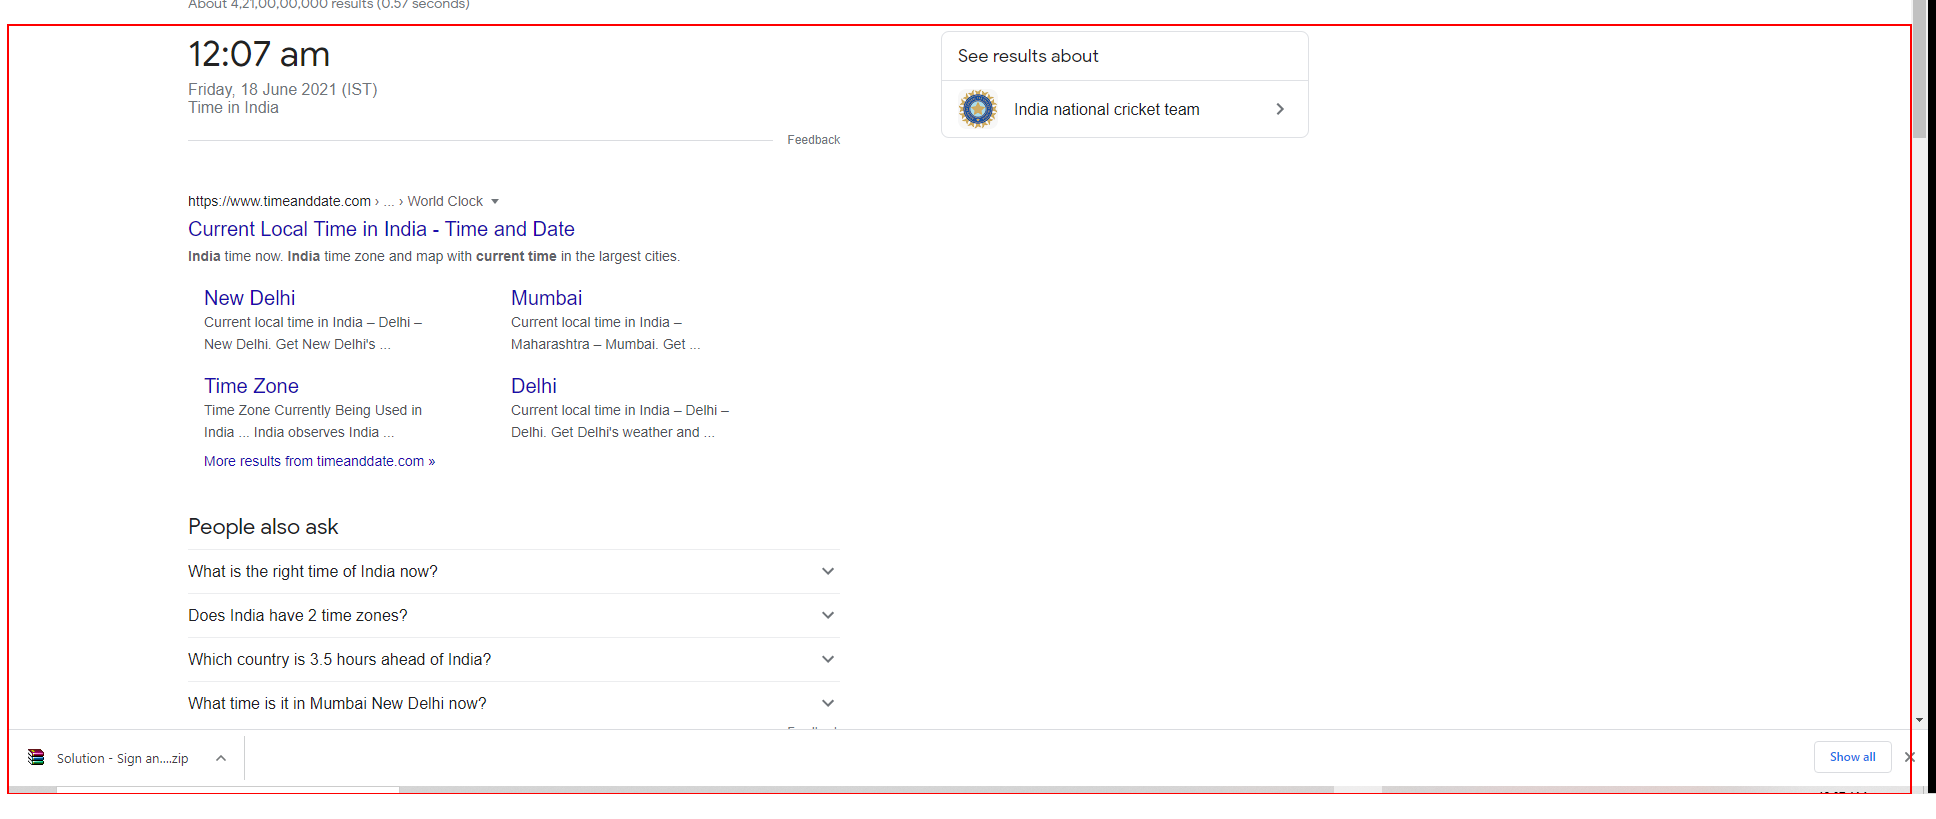 About 4,21,00,00,000 results (0.57 seconds)
12:07 am
Friday, 18 June 2021 (IST)
Time in India
Feedback
See results about
India national cricket team
https://www.timeanddate.com › ... › World Clock
Current Local Time in India - Time and Date
India time now. India time zone and map with current time in the largest cities.
New Delhi
Current local time in India – Delhi –
New Delhi. Get New Delhi's ...
Mumbai
Current local time in India –
Maharashtra – Mumbai. Get ...
Time Zone
Time Zone Currently Being Used in
India ... India observes India ...
Delhi
Current local time in India – Delhi –
Delhi. Get Delhi's weather and ...
More results from timeanddate.com »
People also ask
What is the right time of India now?
Does India have 2 time zones?
Which country is 3.5 hours ahead of India?
What time is it in Mumbai New Delhi now?
Solution - Sign an....zip
Show all